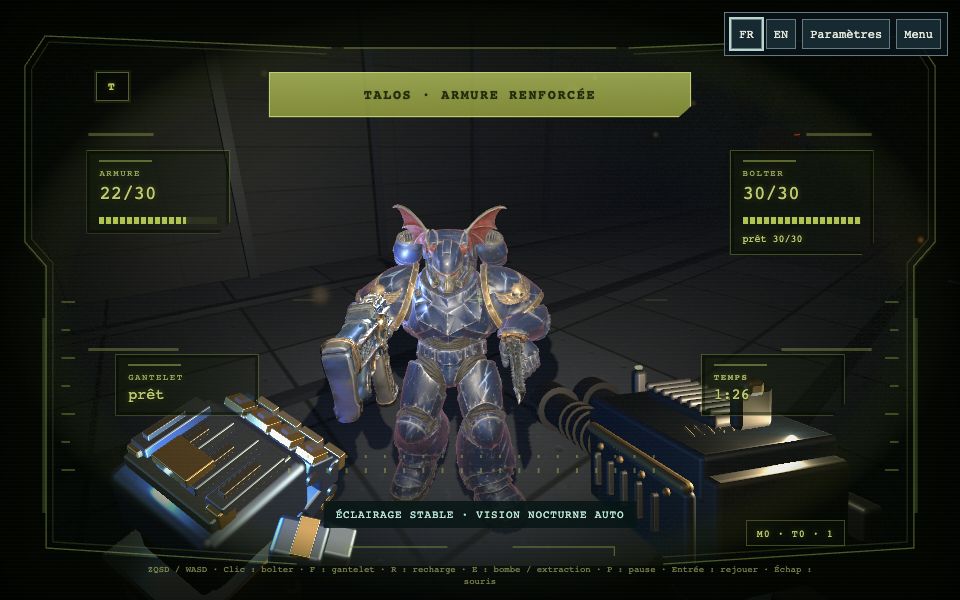 FR EN Paramètres Menu
T
TALOS · ARMURE RENFORCÉE
ARMURE
22/30
BOLTER
30/30
prêt 30/30
GANTELET
prêt
TEMPS
1:26
ÉCLAIRAGE STABLE · VISION NOCTURNE AUTO
M0 · T0 · 1
ZQSD / WASD · Clic : bolter · F : gantelet · R : recharge · E : bombe / extraction · P : pause · Entrée : rejouer · Échap :
souris